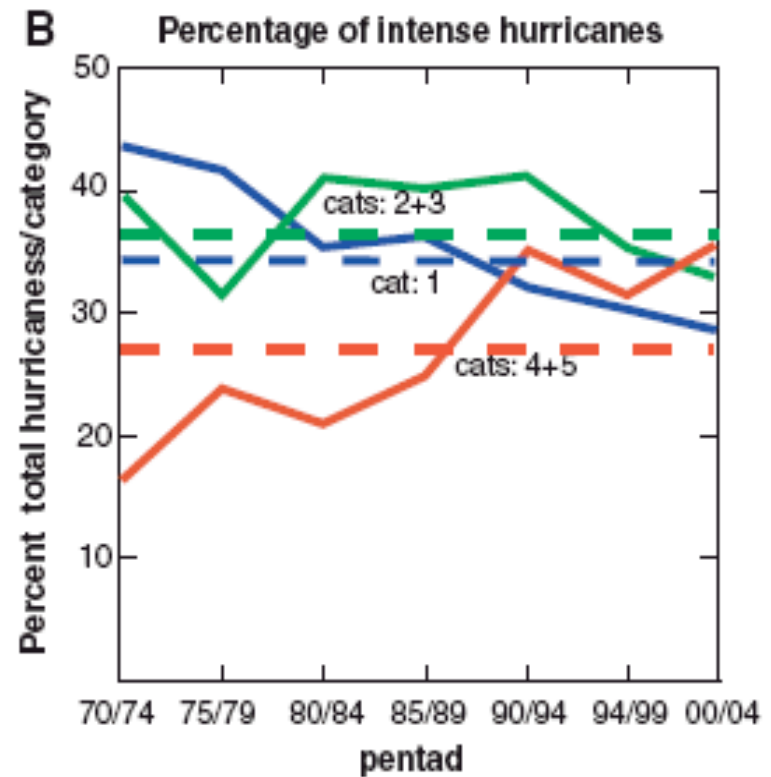 B
Percentage of intense hurricanes
Percent total hurricaness/category
50
40
30
20
10
cats: 2+3
cat: 1
cats: 4+5
70/74 75/79 80/84 85/89 90/94 94/99 00/04
pentad